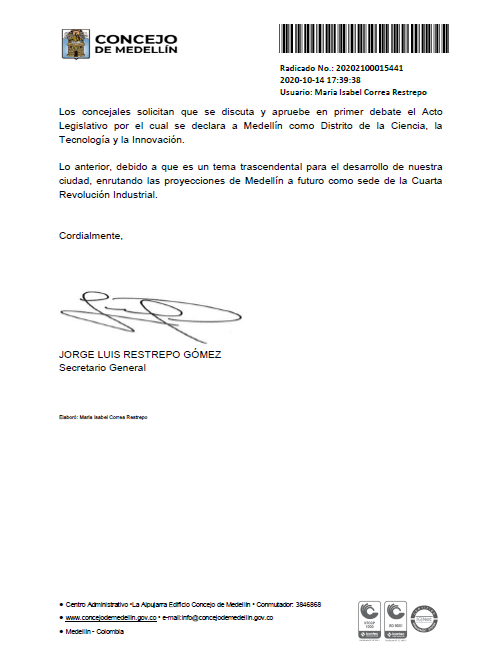 CONCEJO
DE MEDELLÍN
Radicado No.: 20202100015441
2020-10-14 17:39:38
Usuario: Maria Isabel Correa Restrepo
Los concejales solicitan que se discuta y apruebe en primer debate el Acto
Legislativo por el cual se declara a Medellín como Distrito de la Ciencia, la
Tecnología y la Innovación.
Lo anterior, debido a que es un tema trascendental para el desarrollo de nuestra
ciudad, enrutando las proyecciones de Medellín a futuro como sede de la Cuarta
Revolución Industrial.
Cordialmente,
JORGE LUIS RESTREPO GÓMEZ
Secretario General
Elaboró: Maria Isabel Correa Restrepo
• Centro Administrativo •La Alpujarra Edificio Concejo de Medellín • Conmutador: 3846868
• www.concejodemedellin.gov.co • e-mail:info@concejodemedellin.gov.co
• Medellín - Colombia